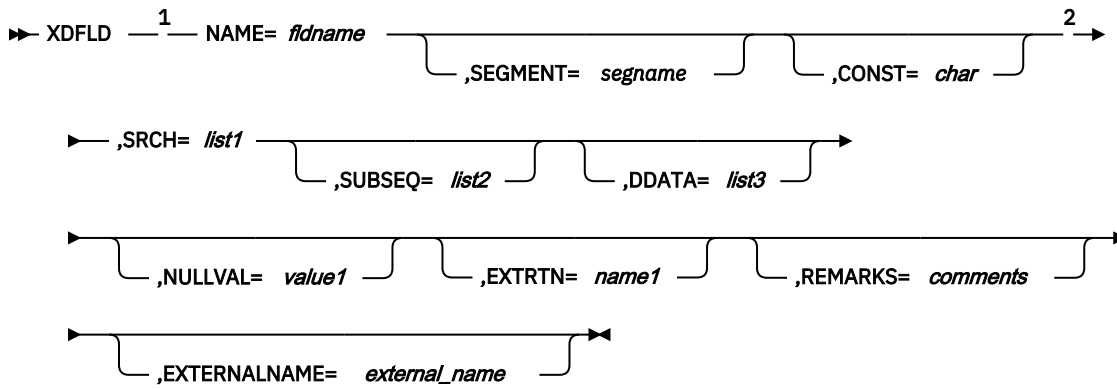 XDFLD 1 NAME= fldname 2
,SEGMENT= segname ,CONST= char
,SRCH= list1
,SUBSEQ= list2 ,DDATA= list3
,NULLVAL= value1 ,EXTRTN= name1 ,REMARKS= comments
,EXTERNALNAME= external_name